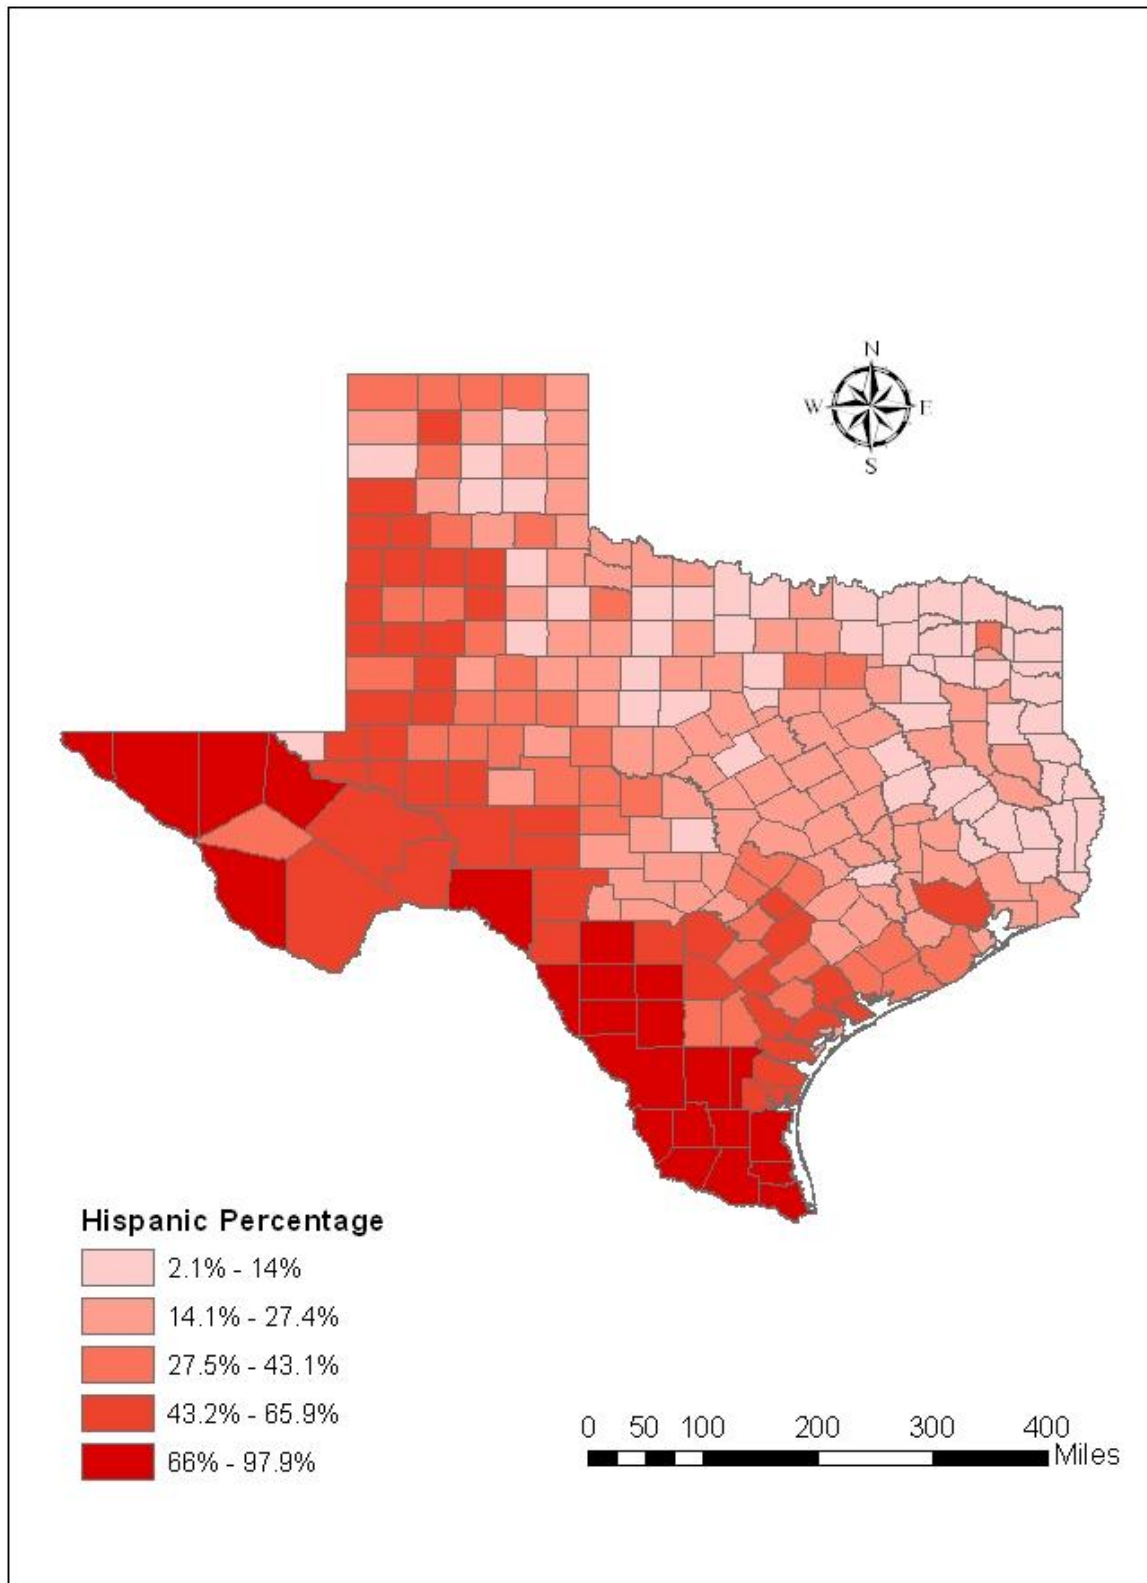 N
W E
S
Hispanic Percentage
2.1% - 14%
14.1% - 27.4%
27.5% - 43.1%
43.2% - 65.9%
66% - 97.9%
0 50 100 200 300 400
Miles